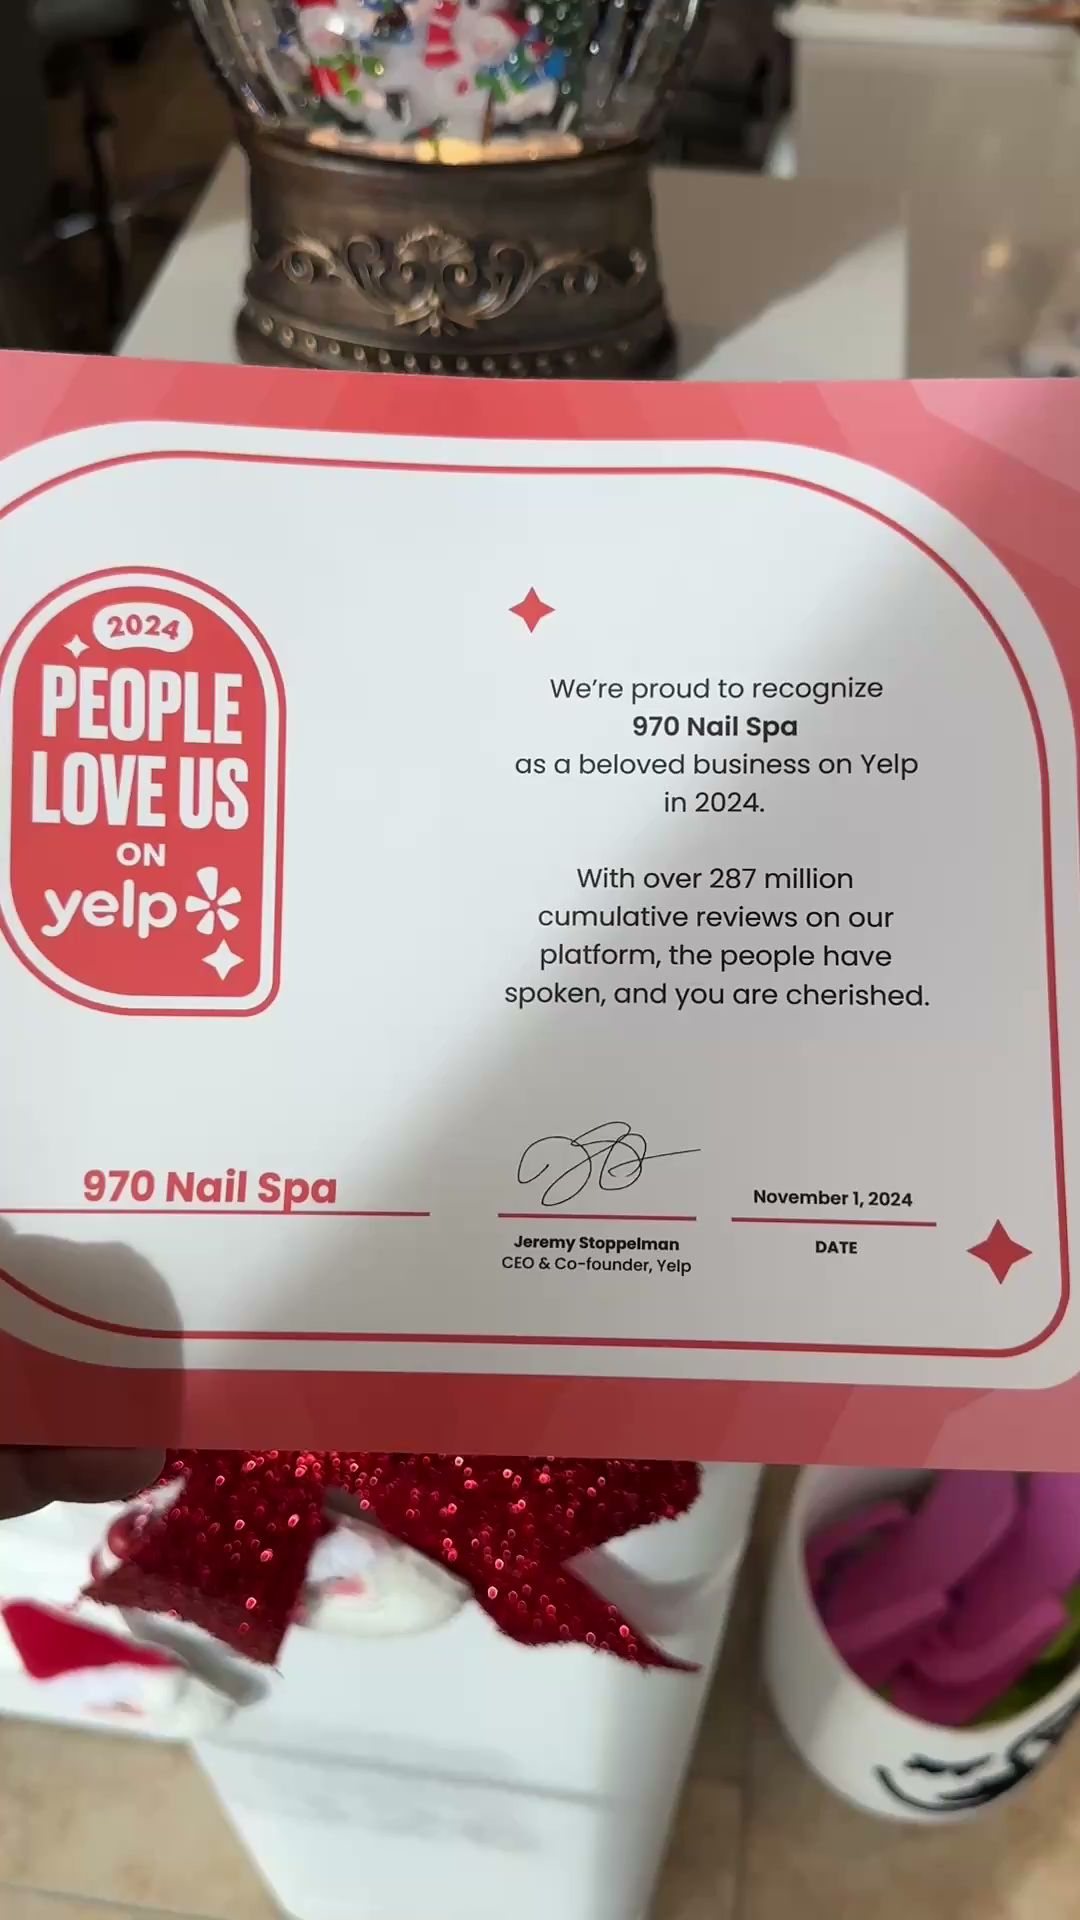 2024
PEOPLE
LOVE US
ON
yelp
We're proud to recognize
970 Nail Spa
as a beloved business on Yelp
in 2024.
With over 287 million
cumulative reviews on our
platform, the people have
spoken, and you are cherished.
970 Nail Spa
Jeremy Stoppelman
CEO & Co-founder, Yelp
November 1, 2024
DATE